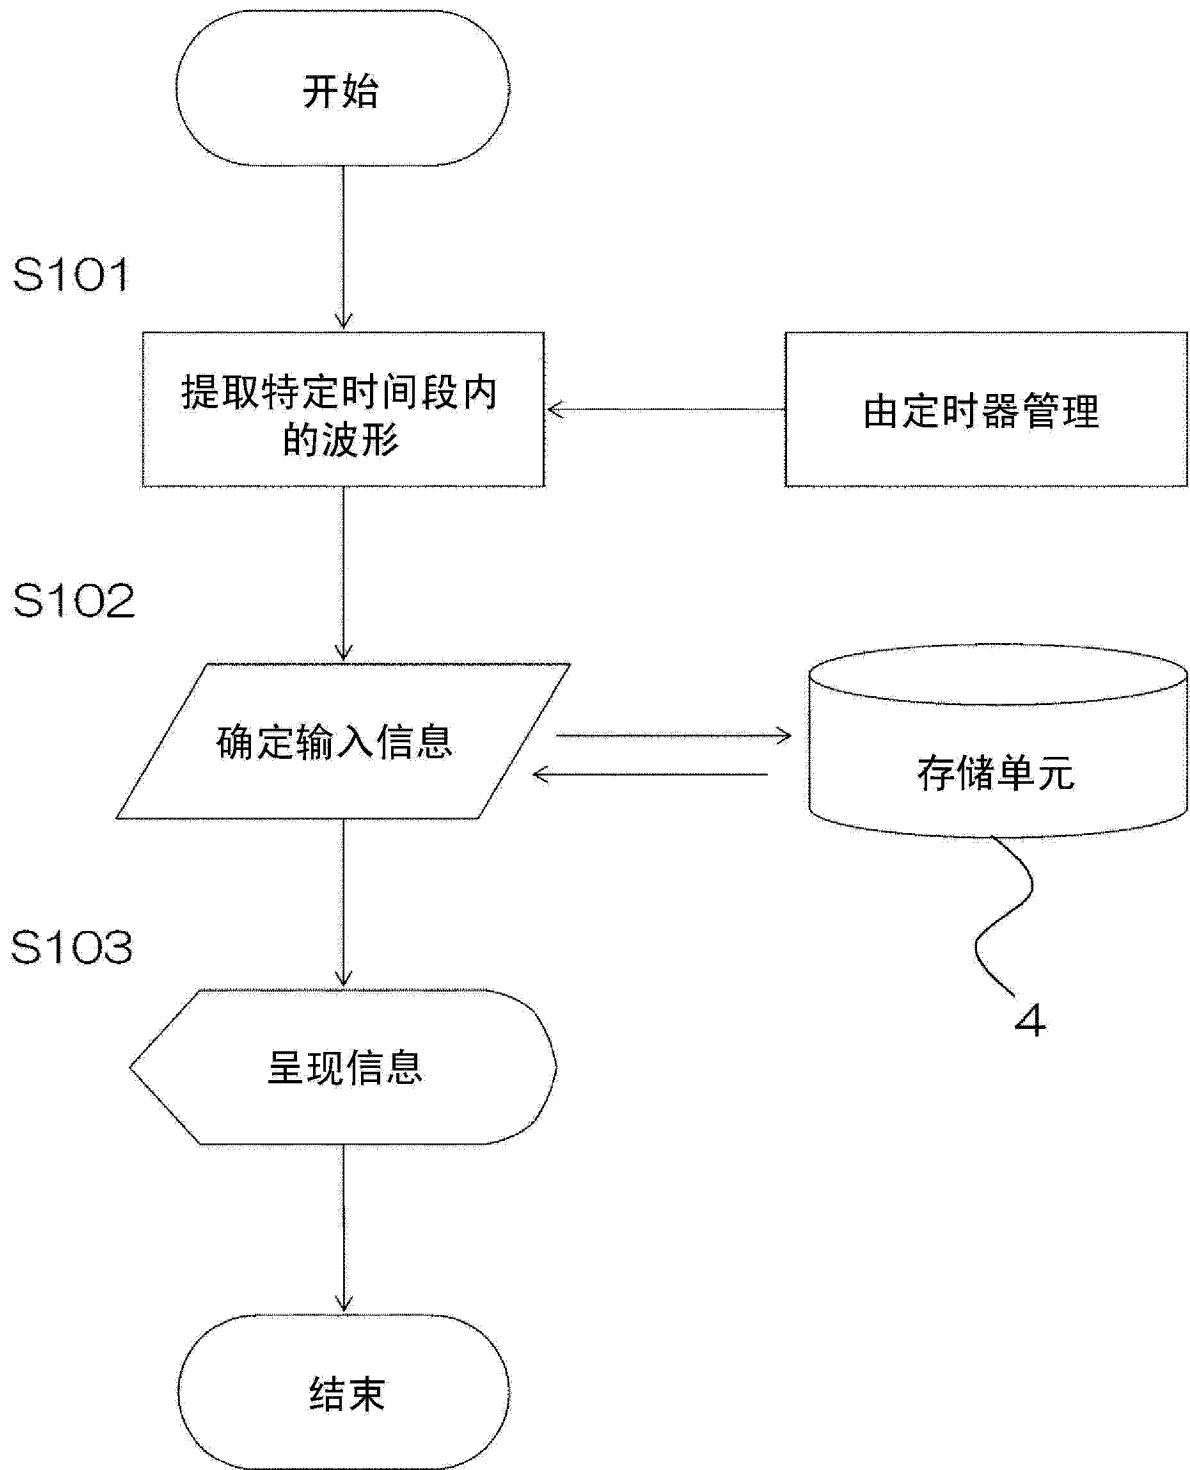 开始
S101
提取特定时间段内
的波形
由定时器管理
S102
确定输入信息
存储单元
S103
4
呈现信息
结束